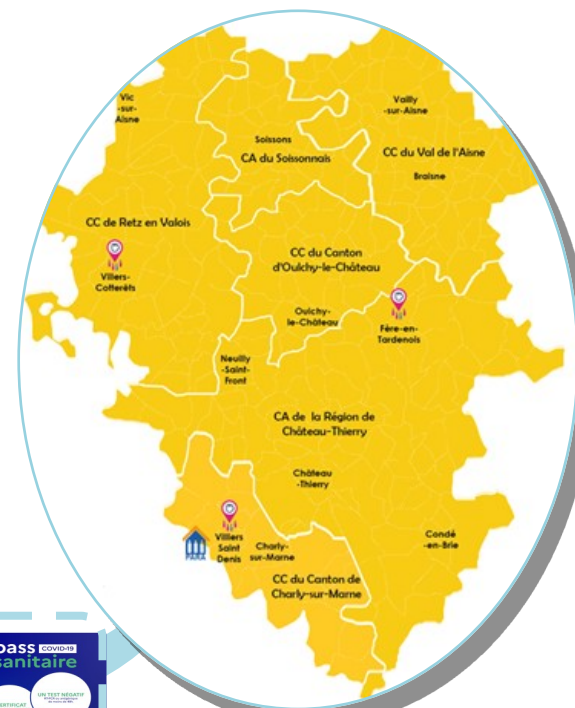 Vic
-sur-
Aisne
Vailly
-sur-Aisne
Soissons
CA du Soissonnais
CC du Val de l'Aisne
Braisne
CC de Retz en Valois
Villers-
Cotterêts
CC du Canton
d'Oulchy-le-Château
Oulchy-
le-Château
Fère-en-
Tardenois
Neuilly
-Saint-
Front
CA de la Région de
Château-Thierry
Château
-Thierry
PARA
Villiers
Saint
Denis
Charly-
sur-Marne
Condé
-en-Brie
CC du Canton de
Charly-sur-Marne
pass COVID-19
sanitaire
UN TEST NÉGATIF